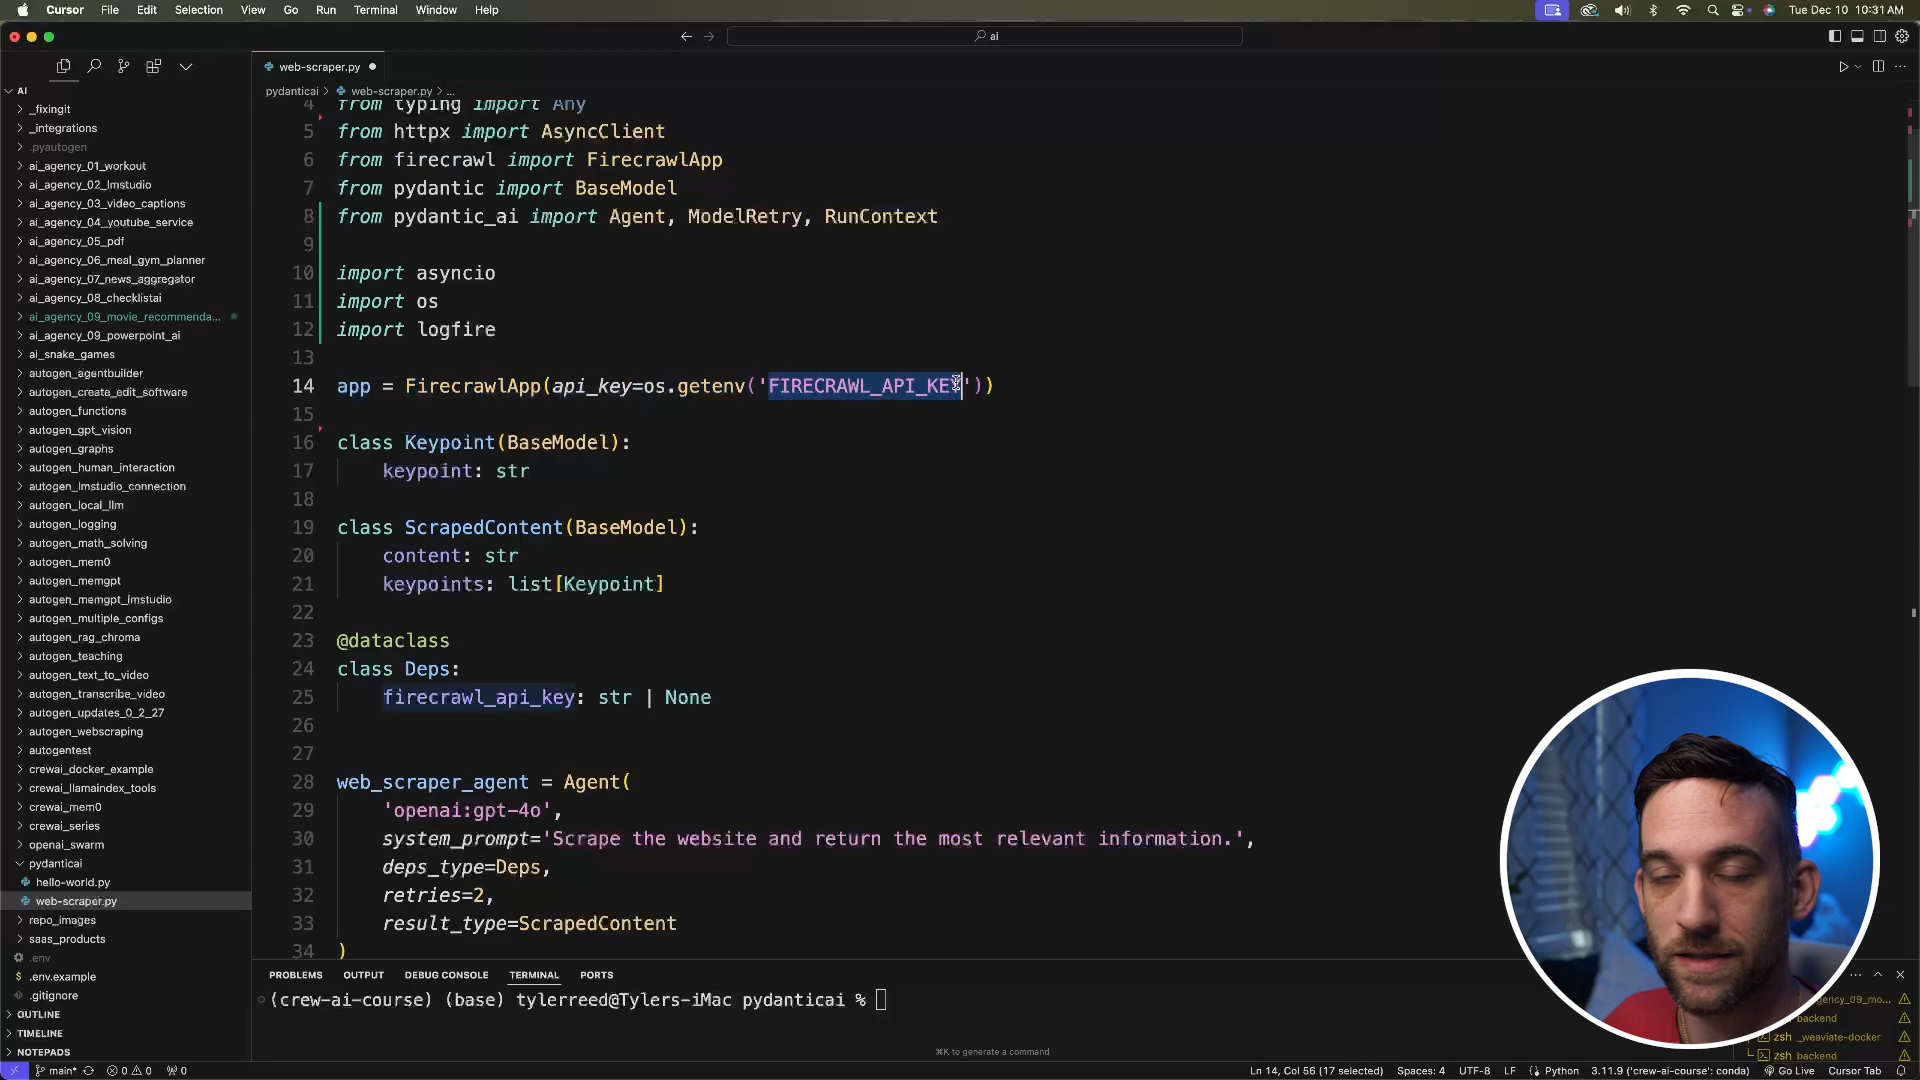 Cursor File Edit Selection View Go Run Terminal Window Help
Tue Dec 10 10:31 AM
ai
web-scraper.py
pydanticai > web-scraper.py > ...
AI
_fixingit
_integrations
.pyautogen
ai_agency_01_workout
ai_agency_02_lmstudio
ai_agency_03_video_captions
ai_agency_04_youtube_service
ai_agency_05_pdf
ai_agency_06_meal_gym_planner
ai_agency_07_news_aggregator
ai_agency_08_checklistai
ai_agency_09_movie_recommenda...
ai_agency_09_powerpoint_ai
ai_snake_games
autogen_agentbuilder
autogen_create_edit_software
autogen_functions
autogen_gpt_vision
autogen_graphs
autogen_human_interaction
autogen_lmstudio_connection
autogen_local_llm
autogen_logging
autogen_math_solving
autogen_mem0
autogen_memgpt
autogen_memgpt_lmstudio
autogen_multiple_configs
autogen_rag_chroma
autogen_teaching
autogen_text_to_video
autogen_transcribe_video
autogen_updates_0_2_27
autogen_webscraping
autogentest
crewai_docker_example
crewai_llamaindex_tools
crewai_mem0
crewai_series
openai_swarm
pydanticai
hello-world.py
web-scraper.py
repo_images
saas_products
.env
.env.example
.gitignore
OUTLINE
TIMELINE
NOTEPADS
4 from typing import Any
5 from httpx import AsyncClient
6 from firecrawl import FirecrawlApp
7 from pydantic import BaseModel
8 from pydantic_ai import Agent, ModelRetry, RunContext
9
10 import asyncio
11 import os
12 import logfire
13
14 app = FirecrawlApp(api_key=os.getenv('FIRECRAWL_API_KEY'))
15
16 class Keypoint(BaseModel):
17 keypoint: str
18
19 class ScrapedContent(BaseModel):
20 content: str
21 keypoints: list[Keypoint]
22
23 @dataclass
24 class Deps:
25 firecrawl_api_key: str | None
26
27
28 web_scraper_agent = Agent(
29 'openai:gpt-4o',
30 system_prompt='Scrape the website and return the most relevant information.',
31 deps_type=Deps,
32 retries=2,
33 result_type=ScrapedContent
34 )
PROBLEMS OUTPUT DEBUG CONSOLE TERMINAL PORTS
(crew-ai-course) (base) tylerreed@Tylers-iMac pydanticai %
gency_09_mo...
backend
zsh _weaviate-docker
zsh backend
⌘K to generate a command
main* 0 0 0
Ln 14, Col 56 (17 selected) Spaces: 4 UTF-8 LF Python 3.11.9 ('crew-ai-course': conda) Go Live Cursor Tab